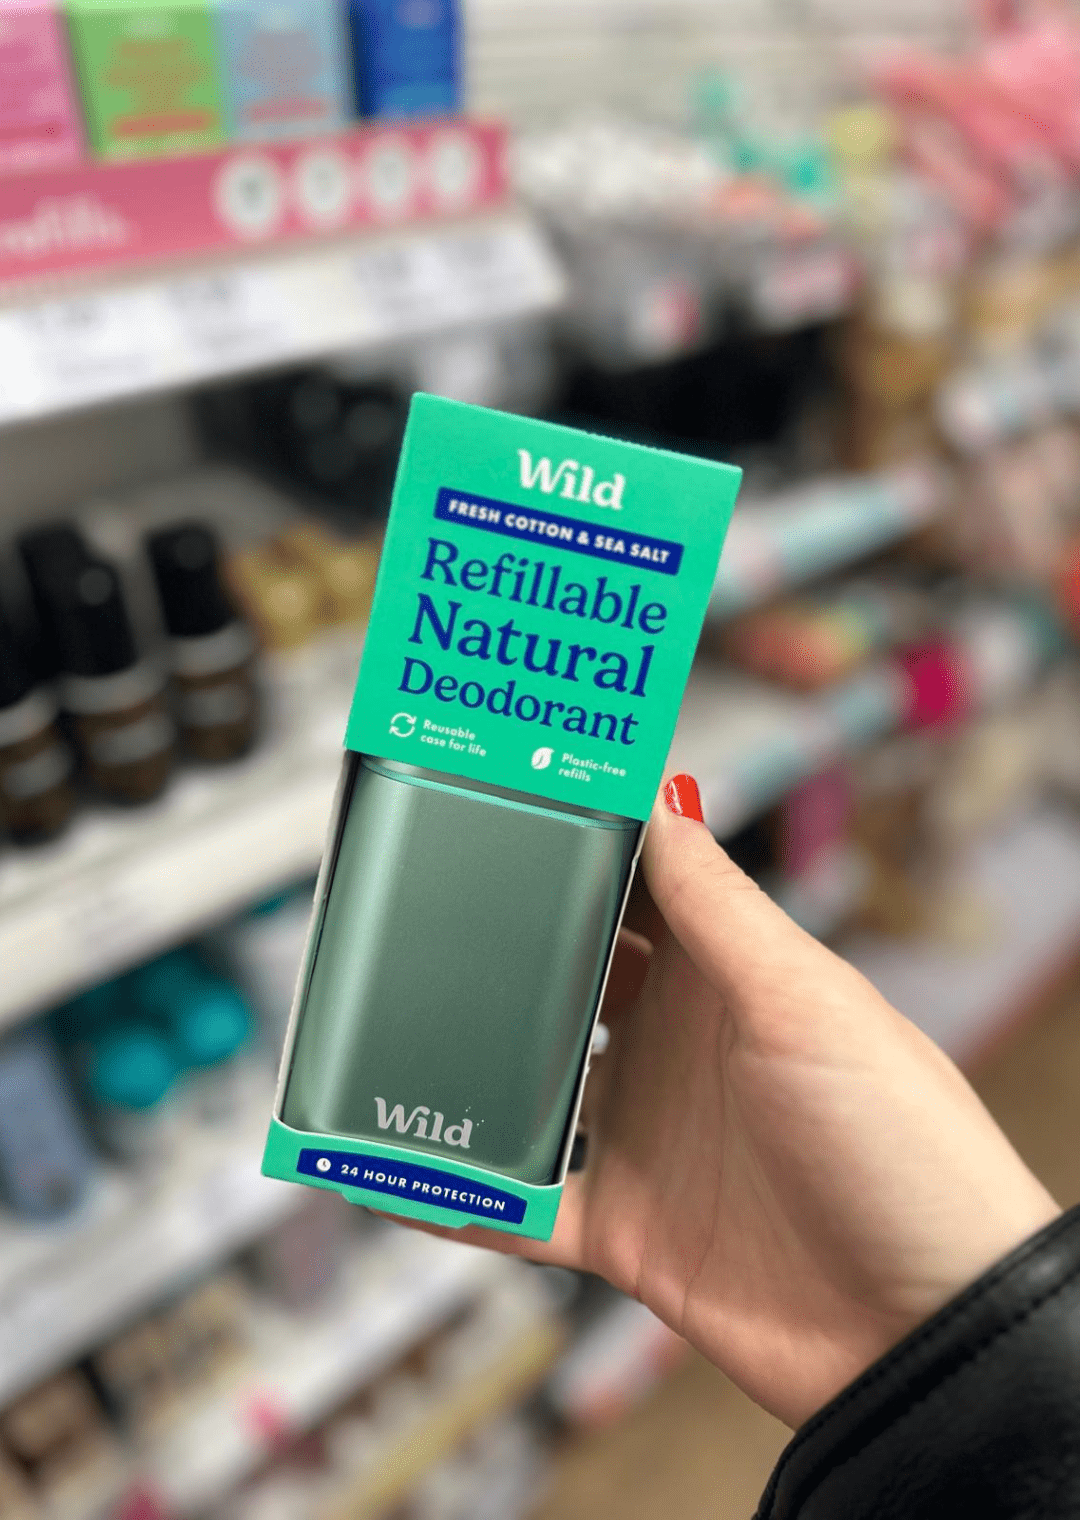 Wild
FRESH COTTON & SEA SALT
Refillable
Natural
Deodorant
Reusable
case for life
Plastic-free
refills
Wild
24 HOUR PROTECTION